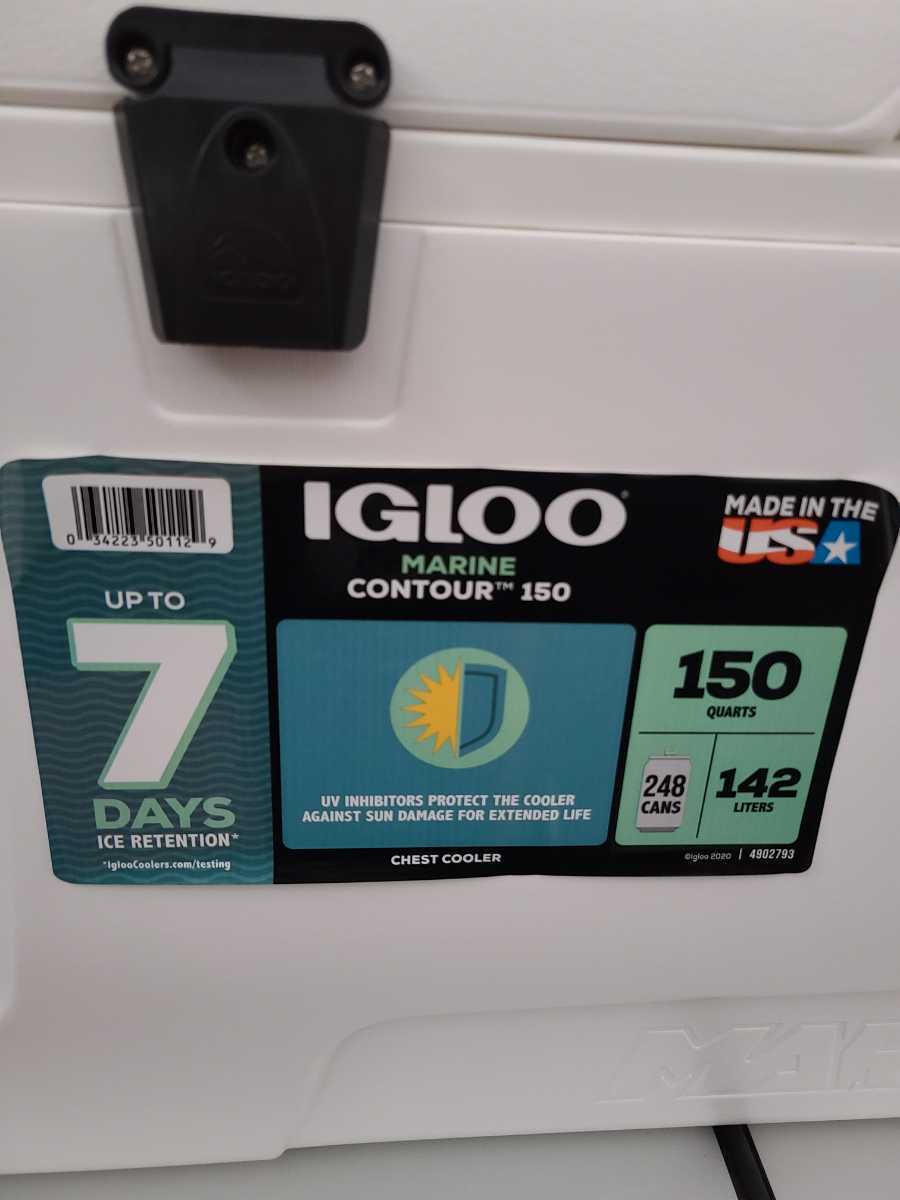 IGLOO
0 34223 50112 9
UP TO
7
DAYS
ICE RETENTION*
*IglooCoolers.com/testing
IGLOO®
MARINE
CONTOUR™ 150
UV INHIBITORS PROTECT THE COOLER
AGAINST SUN DAMAGE FOR EXTENDED LIFE
CHEST COOLER
MADE IN THE
USA
150
QUARTS
248
CANS
142
LITERS
©Igloo 2020 | 4902793
MAR